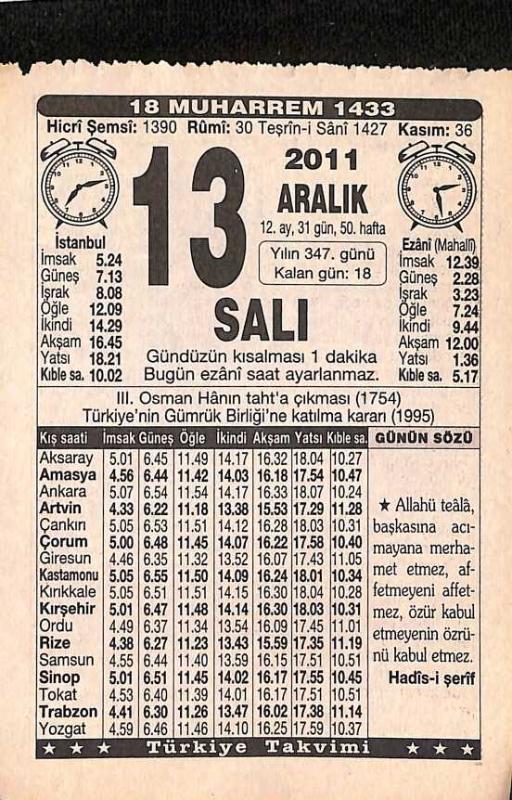 18 MUHARREM 1433
Hicrî Şemsî: 1390 Rûmî: 30 Teşrîn-i Sânî 1427 Kasım: 36
13
2011
ARALIK
12. ay, 31 gün, 50. hafta
Yılın 347. günü
Kalan gün: 18
SALI
Gündüzün kısalması 1 dakika
Bugün ezânî saat ayarlanmaz.
İstanbul
İmsak 5.24
Güneş 7.13
İşrak 8.08
Öğle 12.09
İkindi 14.29
Akşam 16.45
Yatsı 18.21
Kıble sa. 10.02
Ezânî (Mahallî)
İmsak 12.39
Güneş 2.28
İşrak 3.23
Öğle 7.24
İkindi 9.44
Akşam 12.00
Yatsı 1.36
Kıble sa. 5.17
III. Osman Hânın taht'a çıkması (1754)
Türkiye'nin Gümrük Birliği'ne katılma kararı (1995)
Kış saati İmsak Güneş Öğle İkindi Akşam Yatsı Kıble sa.
Aksaray 5.01 6.45 11.49 14.17 16.32 18.04 10.27
Amasya 4.56 6.44 11.42 14.03 16.18 17.54 10.47
Ankara 5.07 6.54 11.54 14.17 16.33 18.07 10.24
Artvin 4.33 6.22 11.18 13.38 15.53 17.29 11.28
Çankırı 5.05 6.53 11.51 14.12 16.28 18.03 10.31
Çorum 5.00 6.48 11.45 14.07 16.22 17.58 10.40
Giresun 4.46 6.35 11.32 13.52 16.07 17.43 11.05
Kastamonu 5.05 6.55 11.50 14.09 16.24 18.01 10.34
Kırıkkale 5.05 6.51 11.51 14.15 16.30 18.04 10.28
Kırşehir 5.01 6.47 11.48 14.14 16.30 18.03 10.31
Ordu 4.49 6.37 11.34 13.54 16.09 17.45 11.01
Rize 4.38 6.27 11.23 13.43 15.59 17.35 11.19
Samsun 4.55 6.44 11.40 13.59 16.15 17.51 10.51
Sinop 5.01 6.51 11.45 14.02 16.17 17.55 10.45
Tokat 4.53 6.40 11.39 14.01 16.17 17.51 10.51
Trabzon 4.41 6.30 11.26 13.47 16.02 17.38 11.14
Yozgat 4.59 6.46 11.46 14.10 16.25 17.59 10.37
GÜNÜN SÖZÜ
★ Allahü teâlâ,
başkasına acı-
mayana merha-
met etmez, af-
fetmeyeni affet-
mez, özür kabul
etmeyenin özrü-
nü kabul etmez.
Hadîs-i şerîf
★ ★ ★ Türkiye Takvimi ★ ★ ★